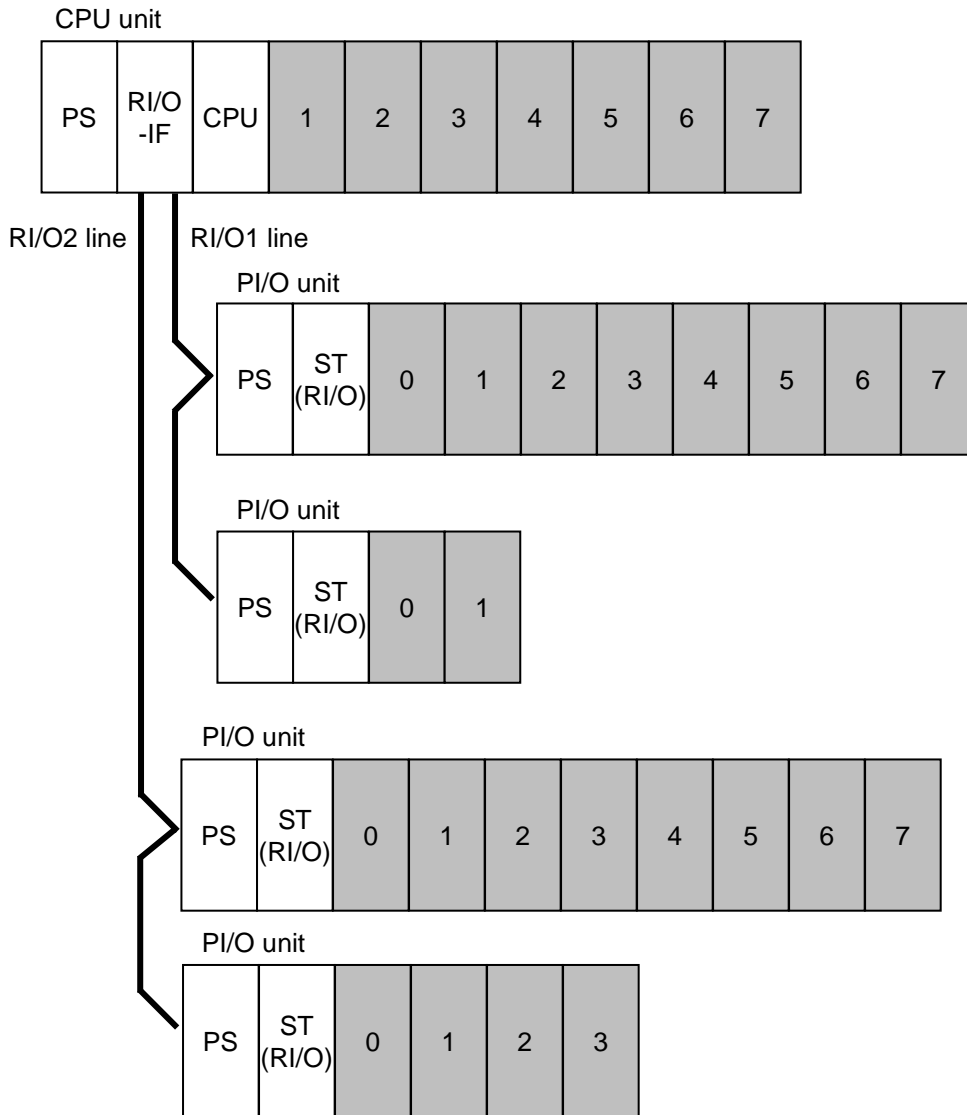 CPU unit
PS RI/O -IF CPU 1 2 3 4 5 6 7
RI/O2 line RI/O1 line
PI/O unit
PS ST (RI/O) 0 1 2 3 4 5 6 7
PI/O unit
PS ST (RI/O) 0 1
PI/O unit
PS ST (RI/O) 0 1 2 3 4 5 6 7
PI/O unit
PS ST (RI/O) 0 1 2 3